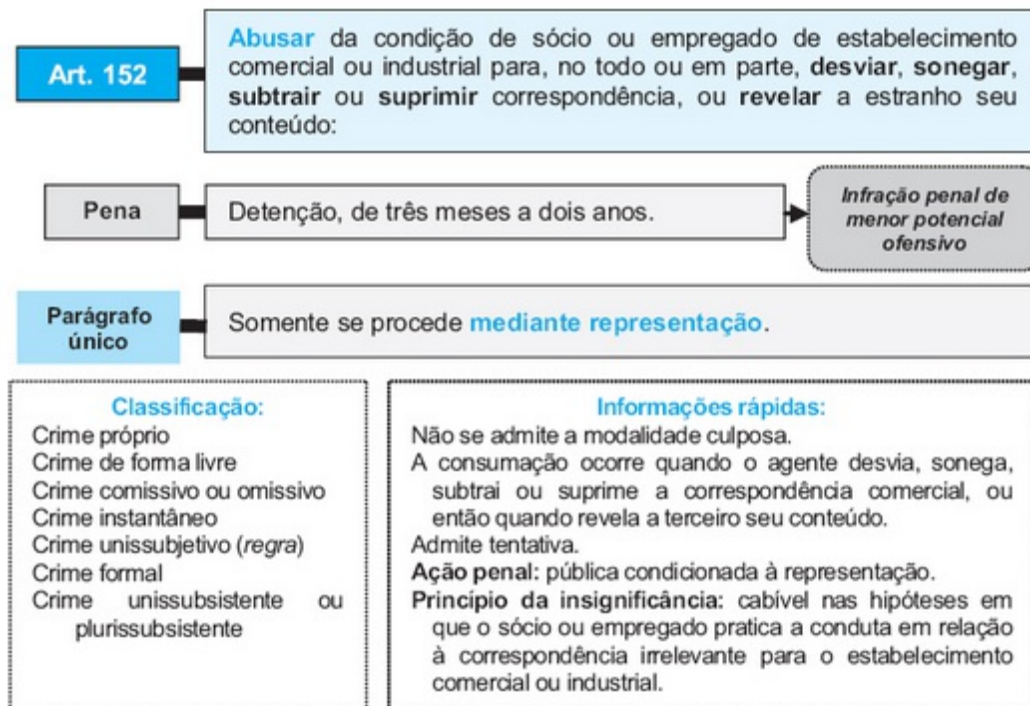 Art. 152
Abusar da condição de sócio ou empregado de estabelecimento
comercial ou industrial para, no todo ou em parte, desviar, sonegar,
subtrair ou suprimir correspondência, ou revelar a estranho seu
conteúdo:
Pena
Detenção, de três meses a dois anos.
Infração penal de
menor potencial
ofensivo
Parágrafo
único
Somente se procede mediante representação.
Classificação:
Crime próprio
Crime de forma livre
Crime comissivo ou omissivo
Crime instantâneo
Crime unissubjetivo (regra)
Crime formal
Crime unissubsistente ou
plurissubsistente
Informações rápidas:
Não se admite a modalidade culposa.
A consumação ocorre quando o agente desvia, sonega,
subtrai ou suprime a correspondência comercial, ou
então quando revela a terceiro seu conteúdo.
Admite tentativa.
Ação penal: pública condicionada à representação.
Princípio da insignificância: cabível nas hipóteses em
que o sócio ou empregado pratica a conduta em relação
à correspondência irrelevante para o estabelecimento
comercial ou industrial.